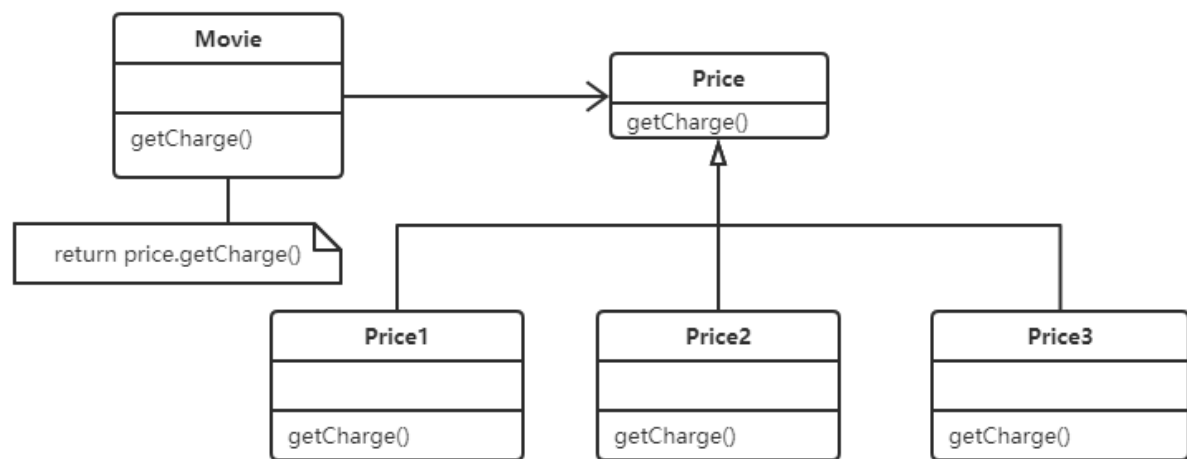 Movie
getCharge()
return price.getCharge()
Price
getCharge()
Price1
getCharge()
Price2
getCharge()
Price3
getCharge()